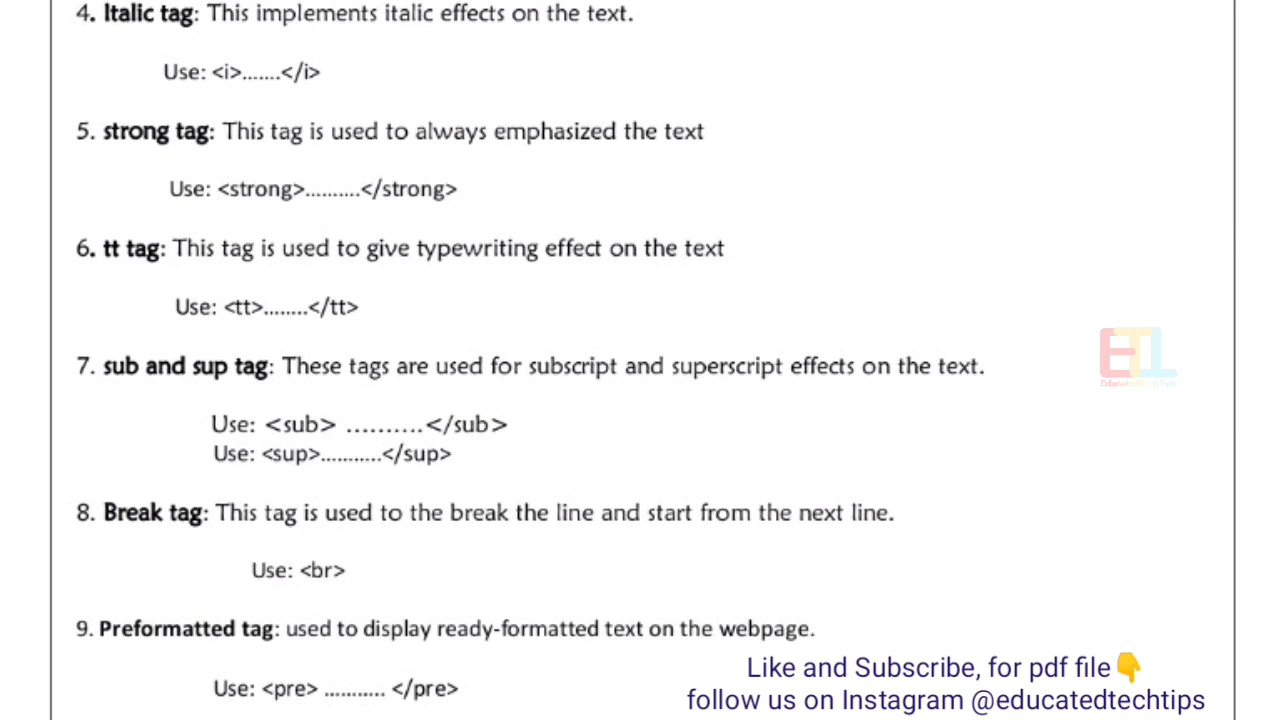 4. Italic tag: This implements italic effects on the text.
Use: <i>.......</i>
5. strong tag: This tag is used to always emphasized the text
Use: <strong>..........</strong>
6. tt tag: This tag is used to give typewriting effect on the text
Use: <tt>........</tt>
7. sub and sup tag: These tags are used for subscript and superscript effects on the text.
ETL
EducatedTechTips
Use: <sub> ..........</sub>
Use: <sup>...........</sup>
8. Break tag: This tag is used to the break the line and start from the next line.
Use: <br>
9. Preformatted tag: used to display ready-formatted text on the webpage.
Use: <pre> ........... </pre>
Like and Subscribe, for pdf file👇
follow us on Instagram @educatedtechtips